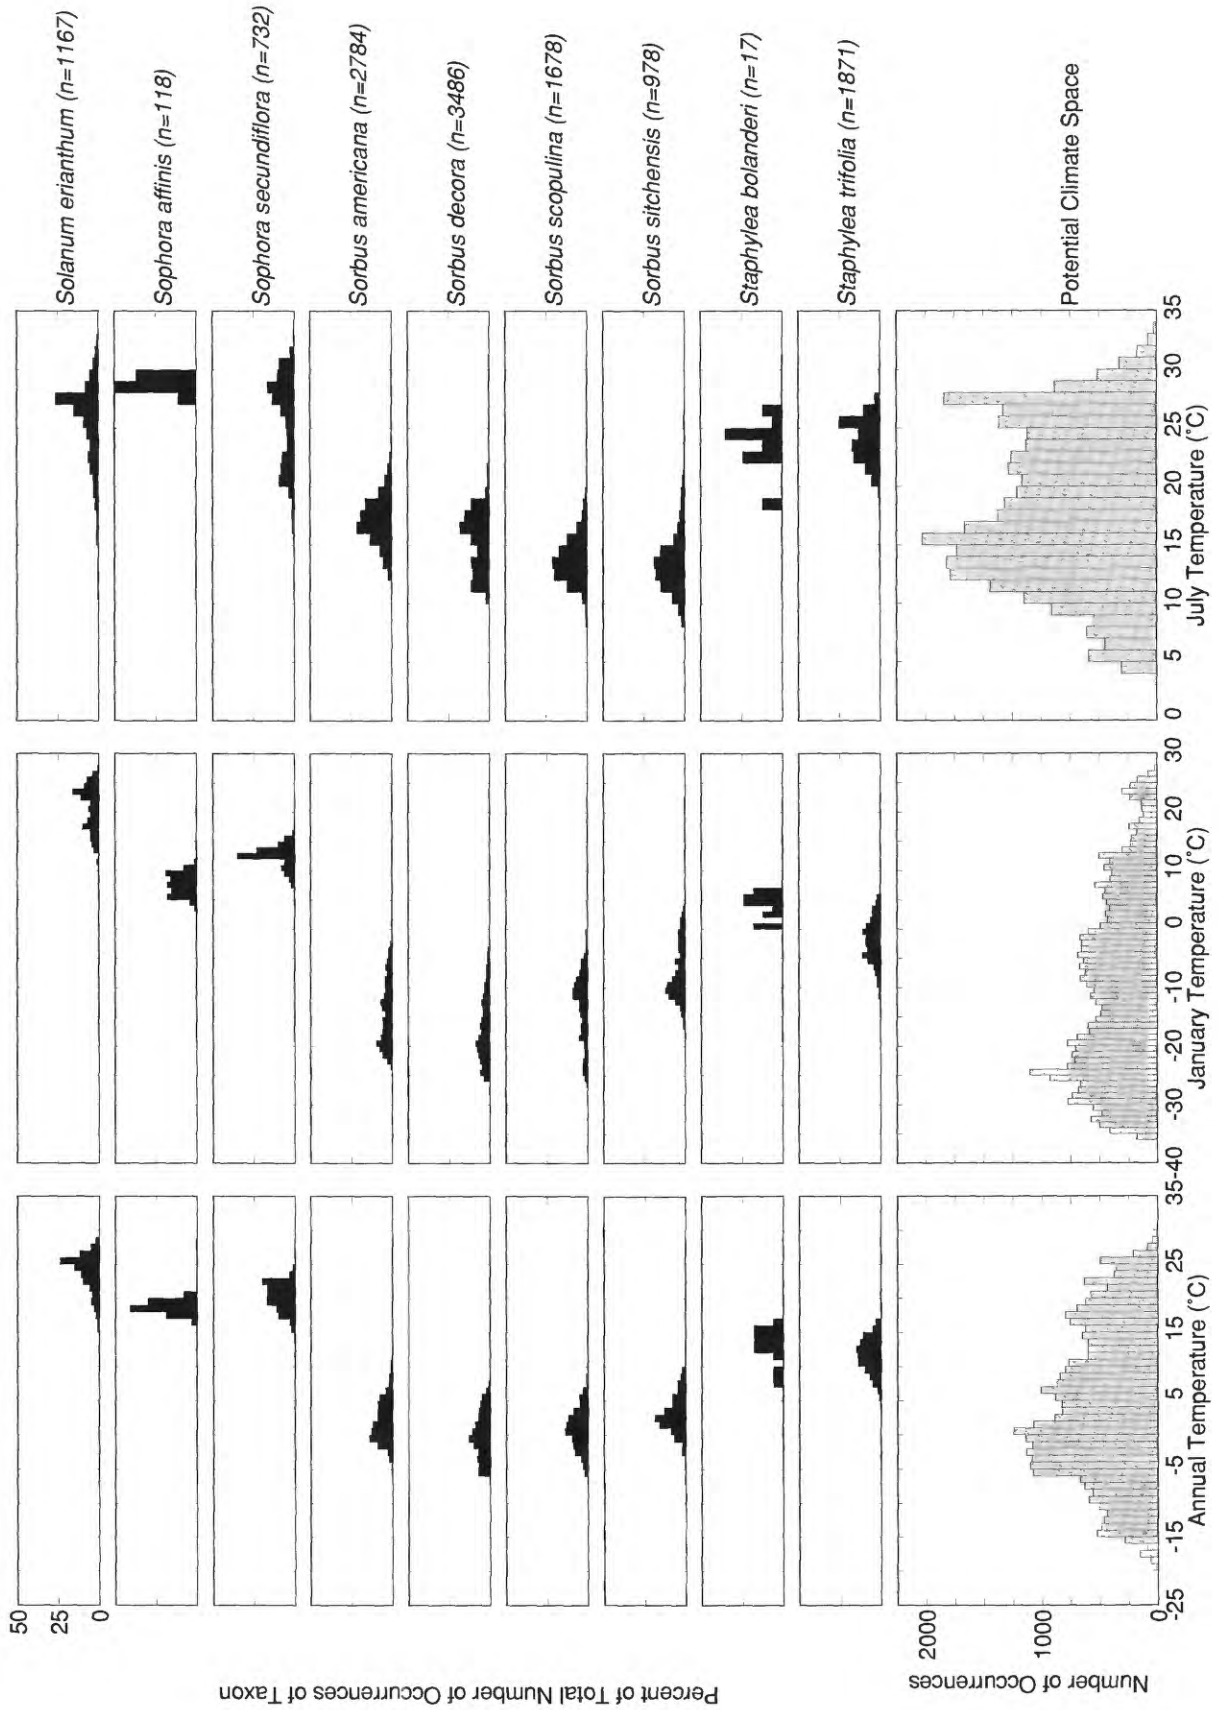 Solanum erianthum (n=1167)
Sophora affinis (n=118)
Sophora secundiflora (n=732)
Sorbus americana (n=2784)
Sorbus decora (n=3486)
Sorbus scopulina (n=1678)
Sorbus sitchensis (n=978)
Staphylea bolanderi (n=17)
Staphylea trifolia (n=1871)
Potential Climate Space
50
25
0
Percent of Total Number of Occurrences of Taxon
2000
1000
0
Number of Occurrences
-25 -15 -5 5 15 25 35
Annual Temperature (°C)
-40 -30 -20 -10 0 10 20 30
January Temperature (°C)
0 5 10 15 20 25 30 35
July Temperature (°C)